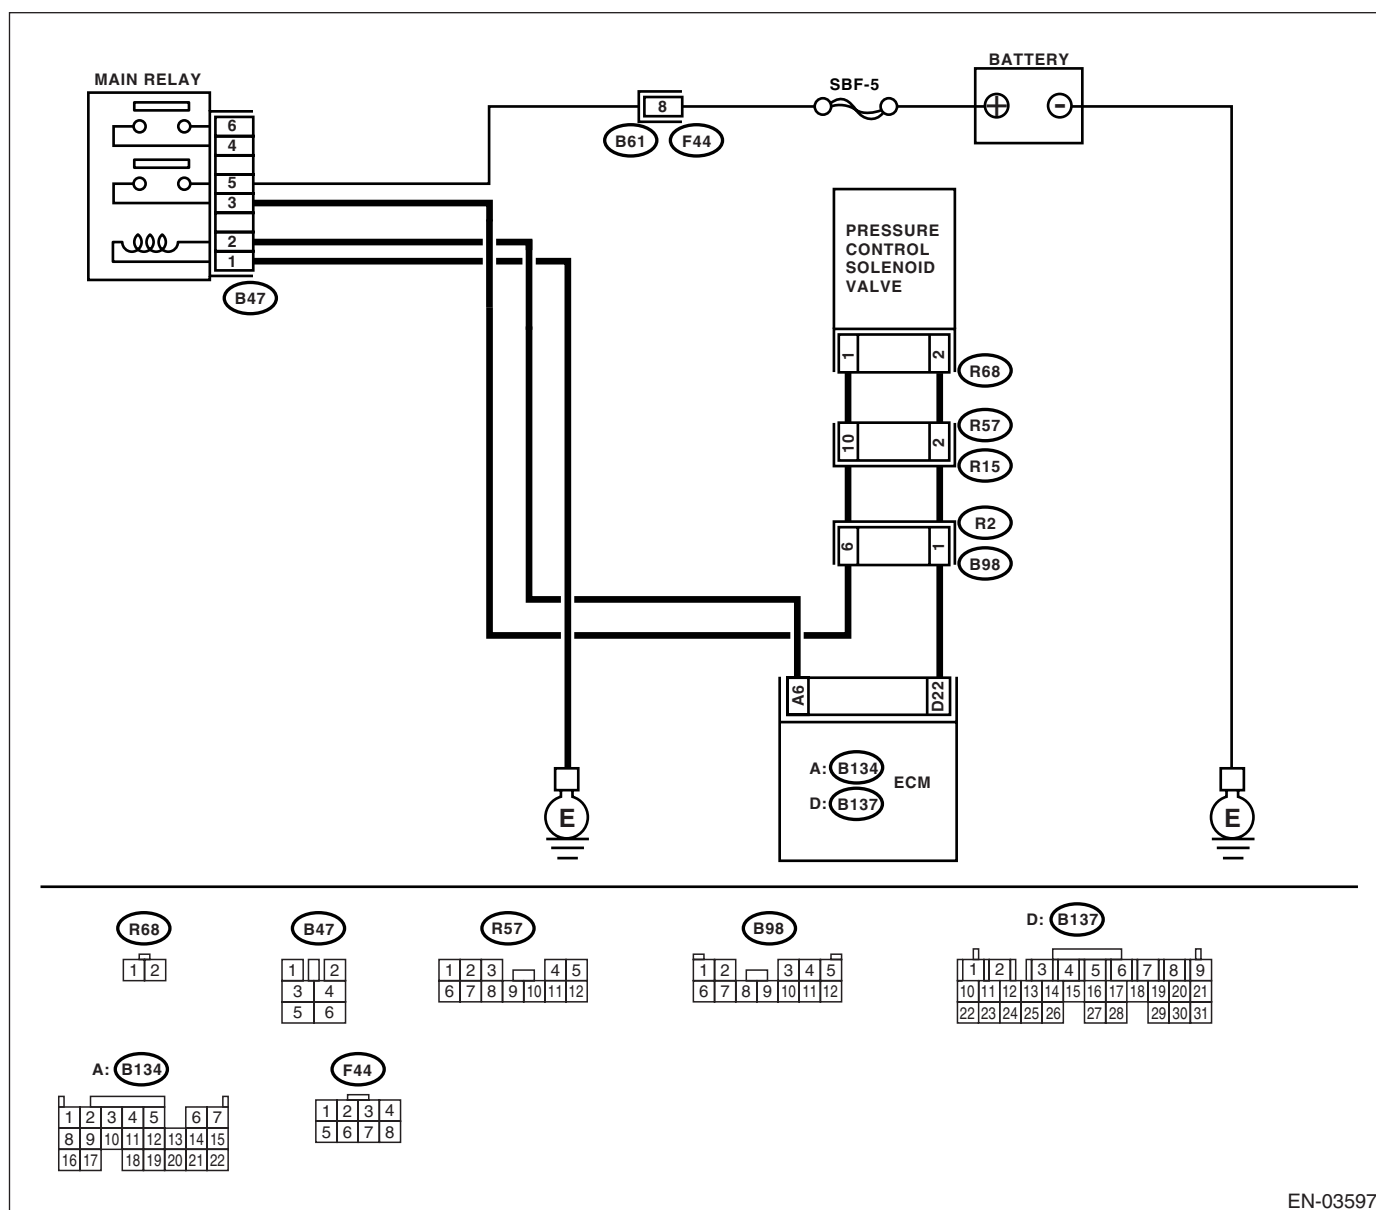 MAIN RELAY
6
4
5
3
2
1
B47
8
B61 F44
SBF-5
BATTERY
+ -
PRESSURE
CONTROL
SOLENOID
VALVE
1 2
R68
10 2
R57
R15
6 1
R2
B98
A6 D22
A: B134 ECM
D: B137
E
E
R68
1 2
B47
1 2
3 4
5 6
R57
1 2 3 4 5
6 7 8 9 10 11 12
B98
1 2 3 4 5
6 7 8 9 10 11 12
D: B137
1 2 3 4 5 6 7 8 9
10 11 12 13 14 15 16 17 18 19 20 21
22 23 24 25 26 27 28 29 30 31
A: B134
1 2 3 4 5 6 7
8 9 10 11 12 13 14 15
16 17 18 19 20 21 22
F44
1 2 3 4
5 6 7 8
EN-03597